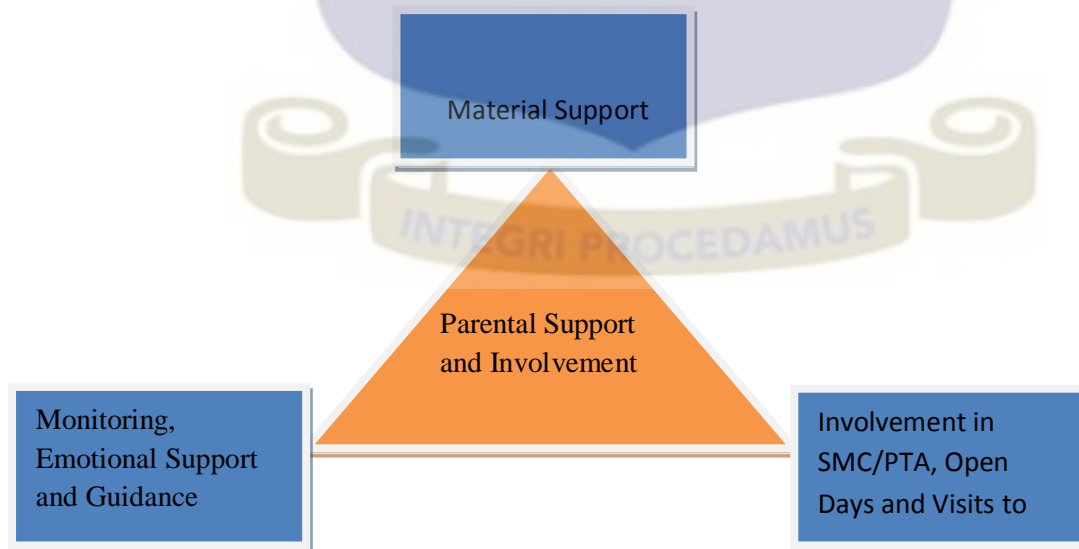 Material Support
INTEGRI PROCEDAMUS
Parental Support
and Involvement
Monitoring,
Emotional Support
and Guidance
Involvement in
SMC/PTA, Open
Days and Visits to